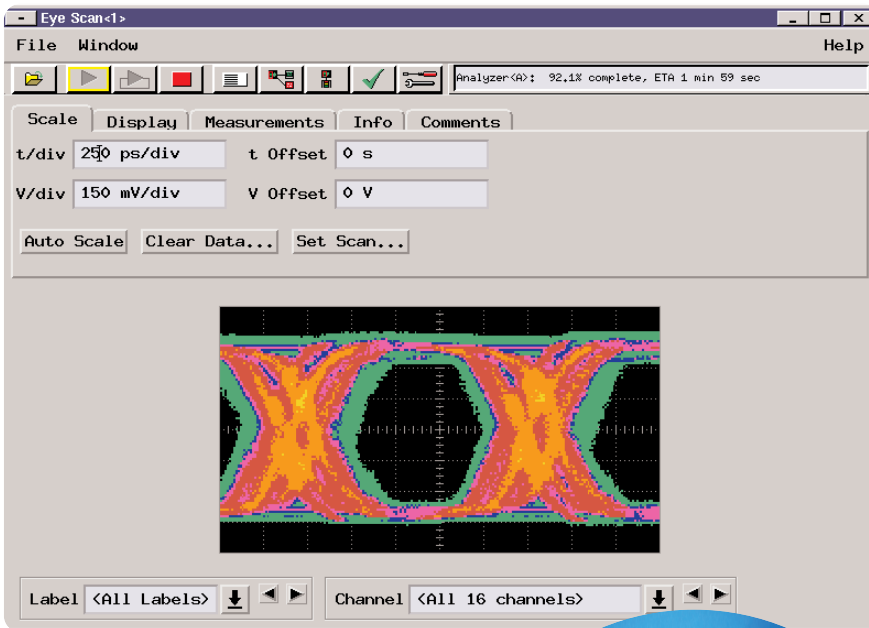 Eye Scan<1>
File Window Help
Analyzer<A>: 92.1% complete, ETA 1 min 59 sec
Scale Display Measurements Info Comments
t/div 250 ps/div t Offset 0 s
V/div 150 mV/div V Offset 0 V
Auto Scale Clear Data... Set Scan...
Label <All Labels> Channel <All 16 channels>